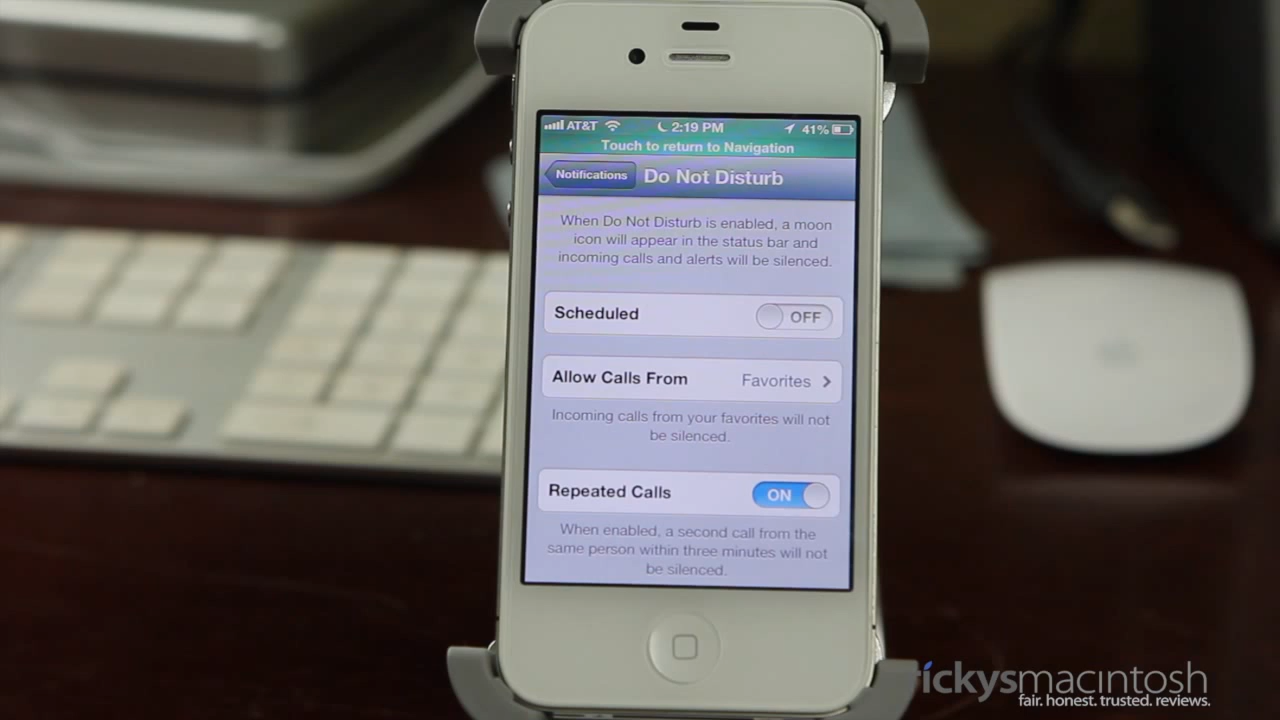 AT&T 2:19 PM 41%
Touch to return to Navigation
Notifications Do Not Disturb
When Do Not Disturb is enabled, a moon
icon will appear in the status bar and
incoming calls and alerts will be silenced.
Scheduled OFF
Allow Calls From Favorites
Incoming calls from your favorites will not
be silenced.
Repeated Calls ON
When enabled, a second call from the
same person within three minutes will not
be silenced.
rickysmacintosh
fair. honest. trusted. reviews.